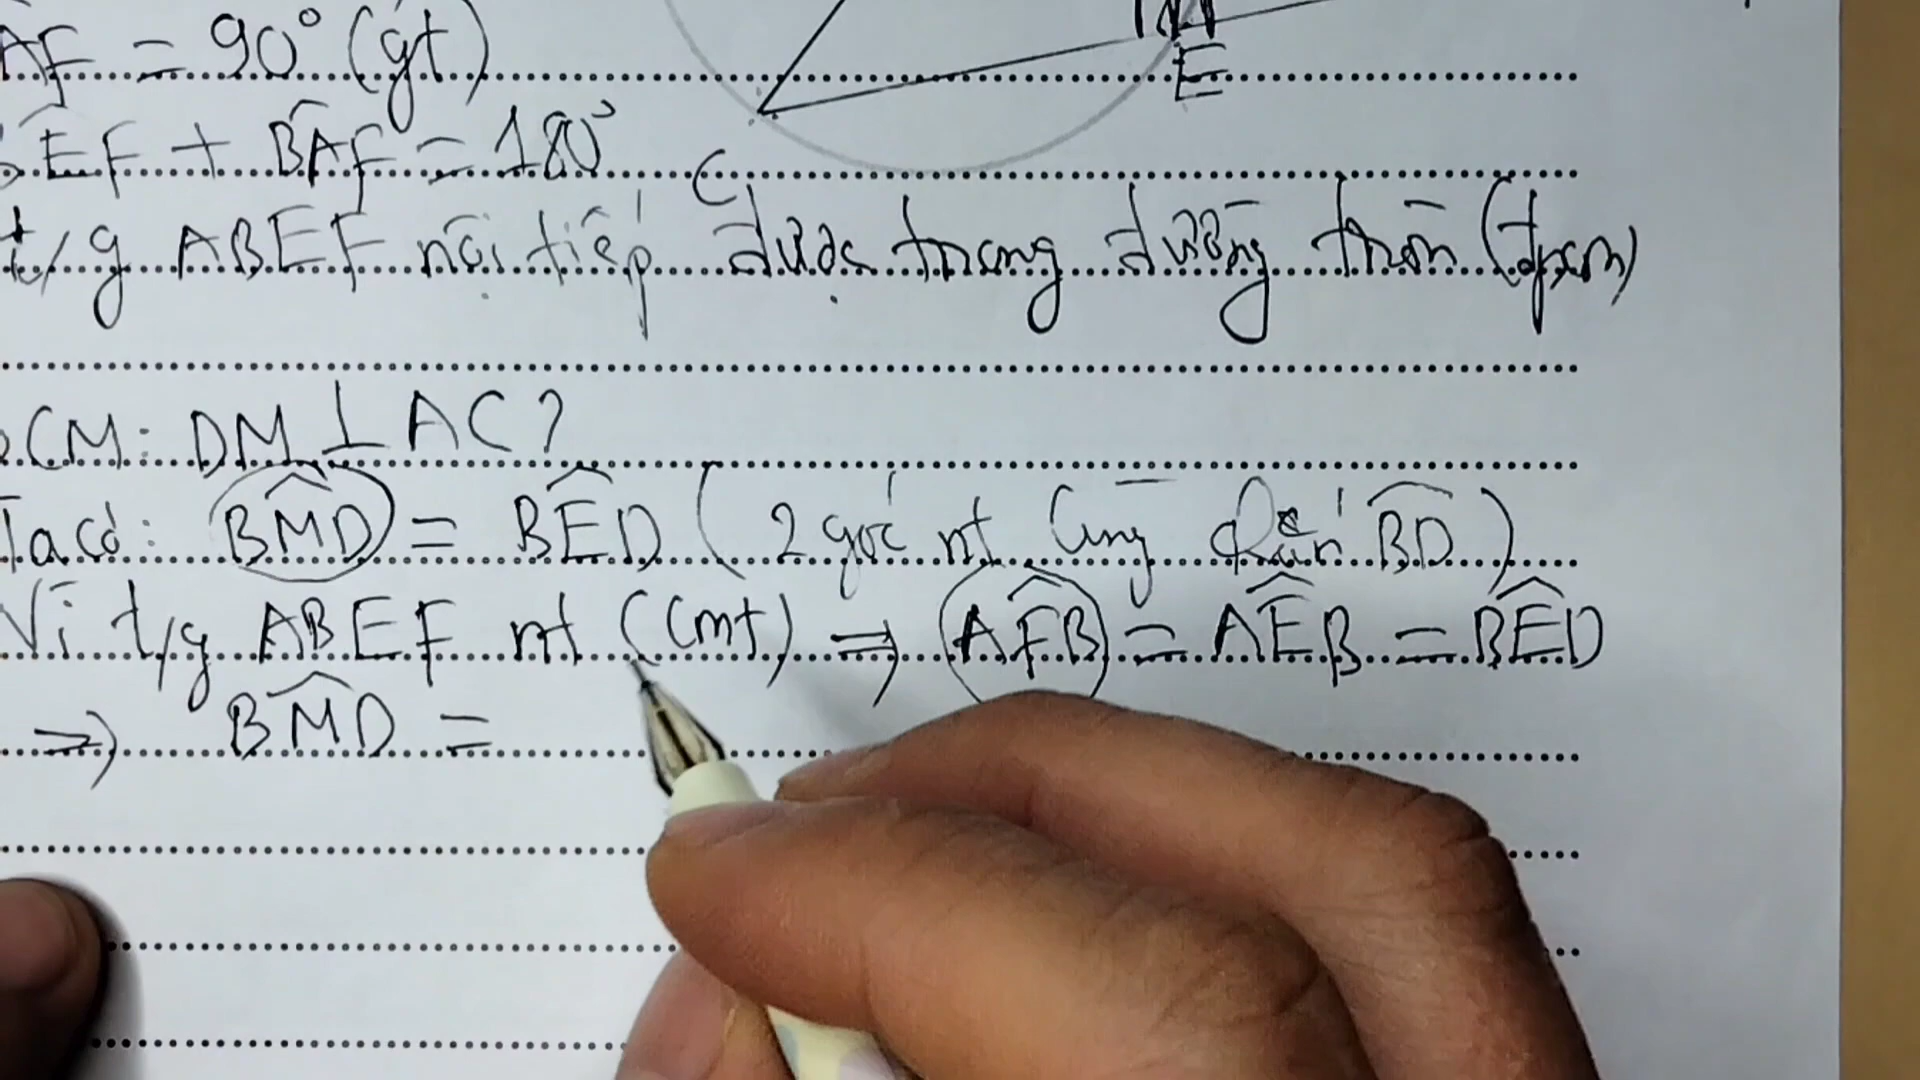 AF = 90° (gt)
E
EF + BAF = 180°
C
t/g ABEF nội tiếp được trong đường tròn (đpcm)
CM: DM ⊥ AC?
Ta có: BMD = BED ( 2 góc nt cùng chắn BD )
Vì t/g ABEF nt (cmt) => AFB = AEB = BED
=> BMD =